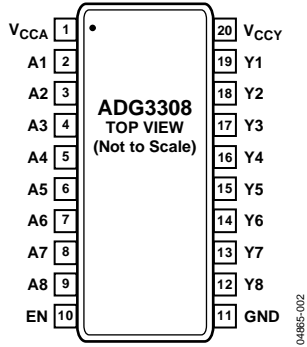 VCCA 1 20 VCCY
A1 2 19 Y1
A2 3 18 Y2
ADG3308
A3 4 TOP VIEW 17 Y3
(Not to Scale)
A4 5 16 Y4
A5 6 15 Y5
A6 7 14 Y6
A7 8 13 Y7
A8 9 12 Y8
EN 10 11 GND
04865-002